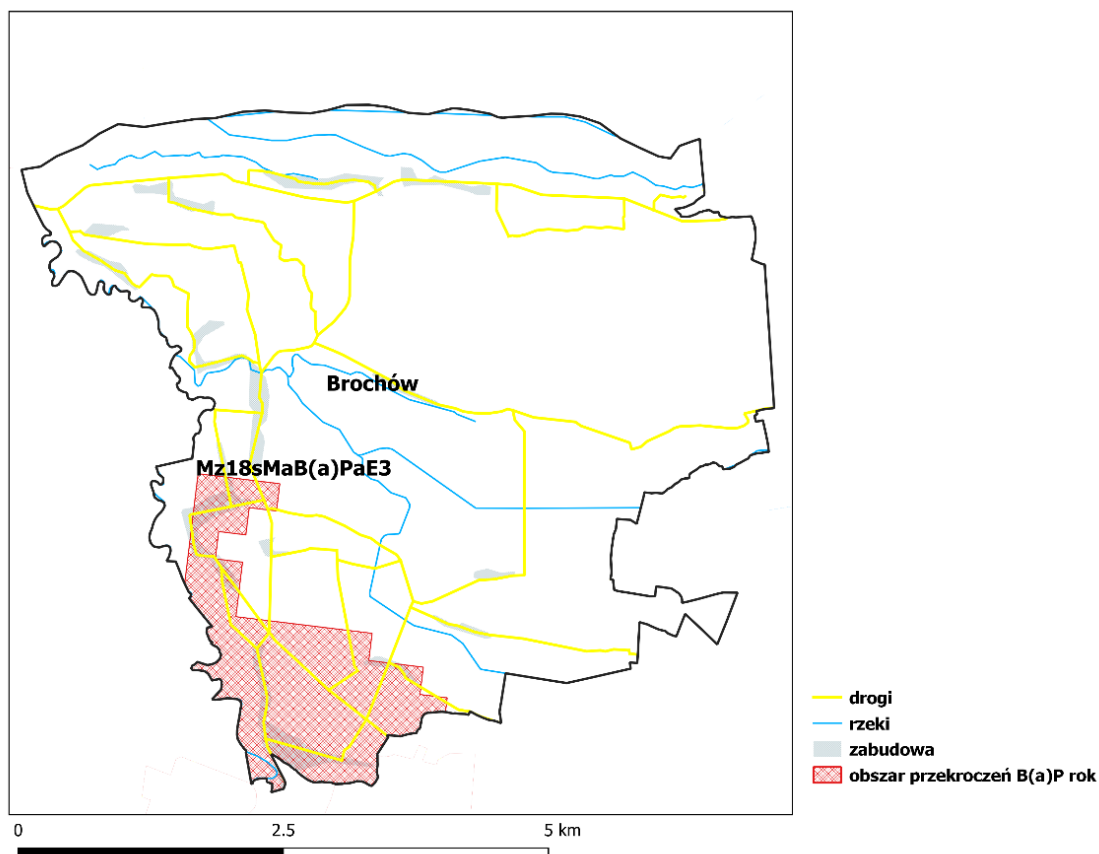 Brochów
Mz18sMaB(a)PaE3
drogi
rzeki
zabudowa
obszar przekroczeń B(a)P rok
0 2.5 5 km